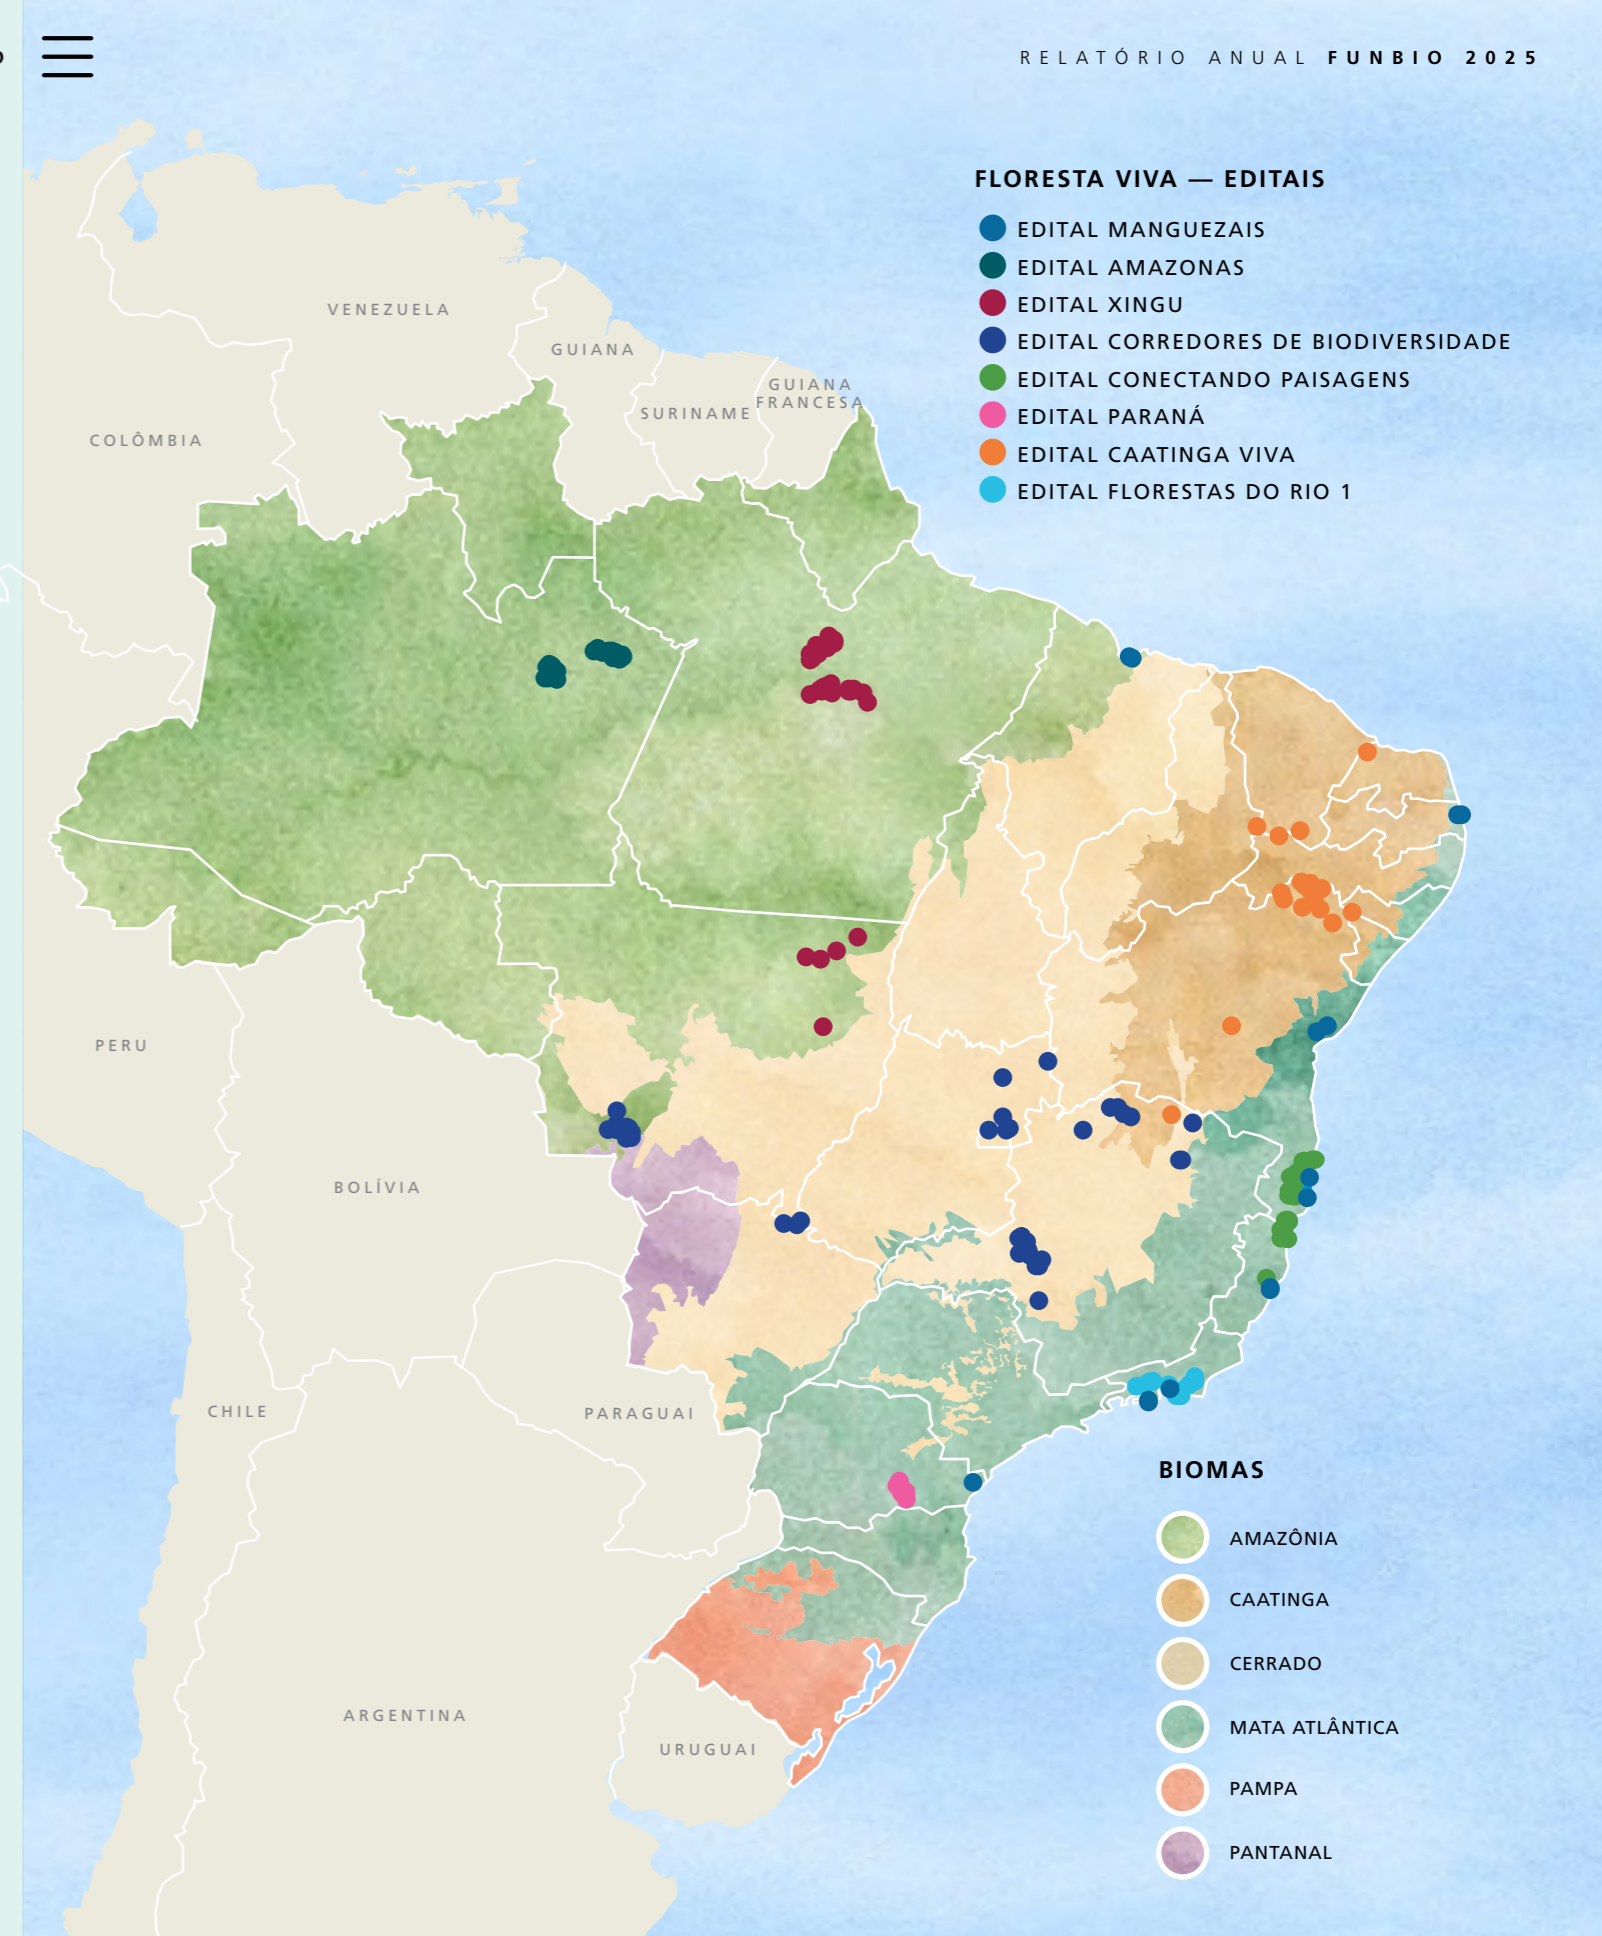 RELATÓRIO ANUAL FUNBIO 2025
FLORESTA VIVA — EDITAIS
EDITAL MANGUEZAIS
EDITAL AMAZONAS
EDITAL XINGU
EDITAL CORREDORES DE BIODIVERSIDADE
EDITAL CONECTANDO PAISAGENS
EDITAL PARANÁ
EDITAL CAATINGA VIVA
EDITAL FLORESTAS DO RIO 1
VENEZUELA
GUIANA
GUIANA
FRANCESA
SURINAME
COLÔMBIA
PERU
BOLÍVIA
CHILE
PARAGUAI
ARGENTINA
URUGUAI
BIOMAS
AMAZÔNIA
CAATINGA
CERRADO
MATA ATLÂNTICA
PAMPA
PANTANAL